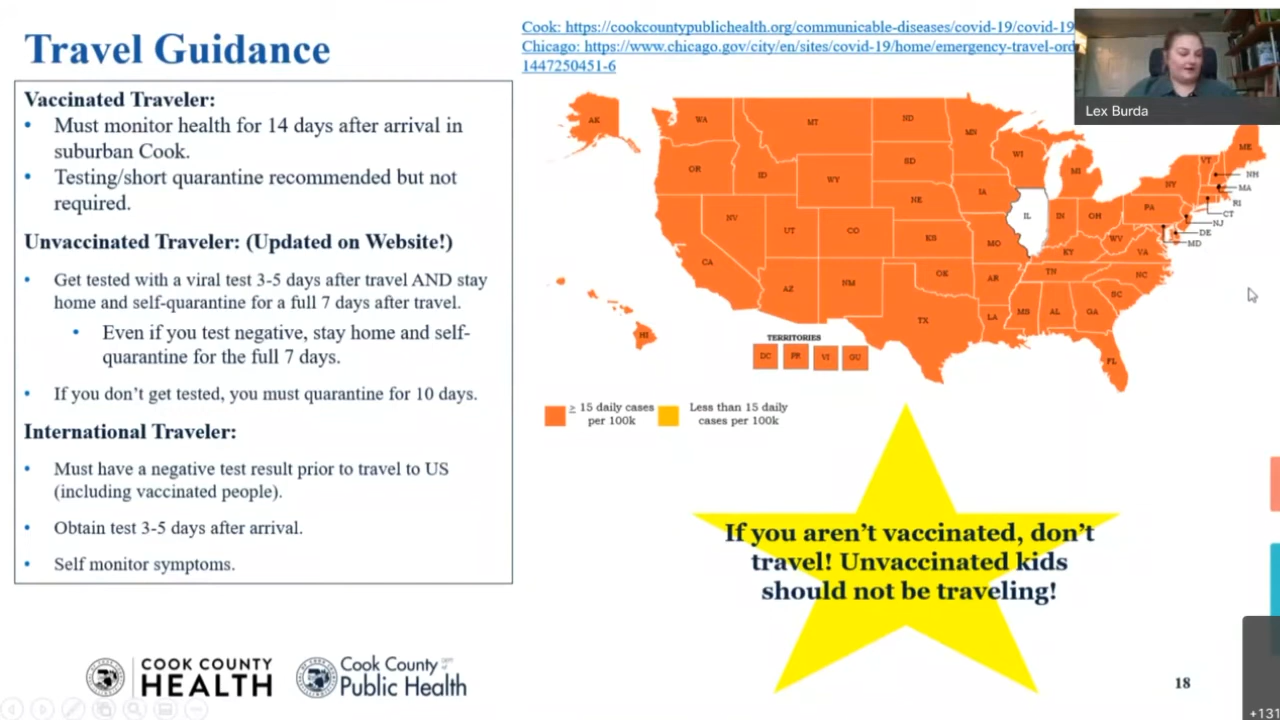 Travel Guidance
Cook: https://cookcountypublichealth.org/communicable-diseases/covid-19/covid-19
Chicago: https://www.chicago.gov/city/en/sites/covid-19/home/emergency-travel-ord
1447250451-6
Lex Burda
Vaccinated Traveler:
• Must monitor health for 14 days after arrival in
suburban Cook.
• Testing/short quarantine recommended but not
required.
Unvaccinated Traveler: (Updated on Website!)
• Get tested with a viral test 3-5 days after travel AND stay
home and self-quarantine for a full 7 days after travel.
• Even if you test negative, stay home and self-
quarantine for the full 7 days.
• If you don't get tested, you must quarantine for 10 days.
International Traveler:
• Must have a negative test result prior to travel to US
(including vaccinated people).
• Obtain test 3-5 days after arrival.
• Self monitor symptoms.
AK
WA
MT
ND
MN
WI
MI
VT
ME
NH
MA
RI
CT
NJ
DE
MD
NY
PA
OR
ID
WY
SD
IA
NE
IL
IN
OH
WV
VA
KY
NV
UT
CO
KS
MO
CA
AZ
NM
OK
AR
TN
NC
SC
TX
LA
MS
AL
GA
FL
HI
TERRITORIES
DC PR VI GU
≥ 15 daily cases
per 100k
Less than 15 daily
cases per 100k
If you aren't vaccinated, don't
travel! Unvaccinated kids
should not be traveling!
COOK COUNTY
HEALTH
Cook County
Public Health
18
+131